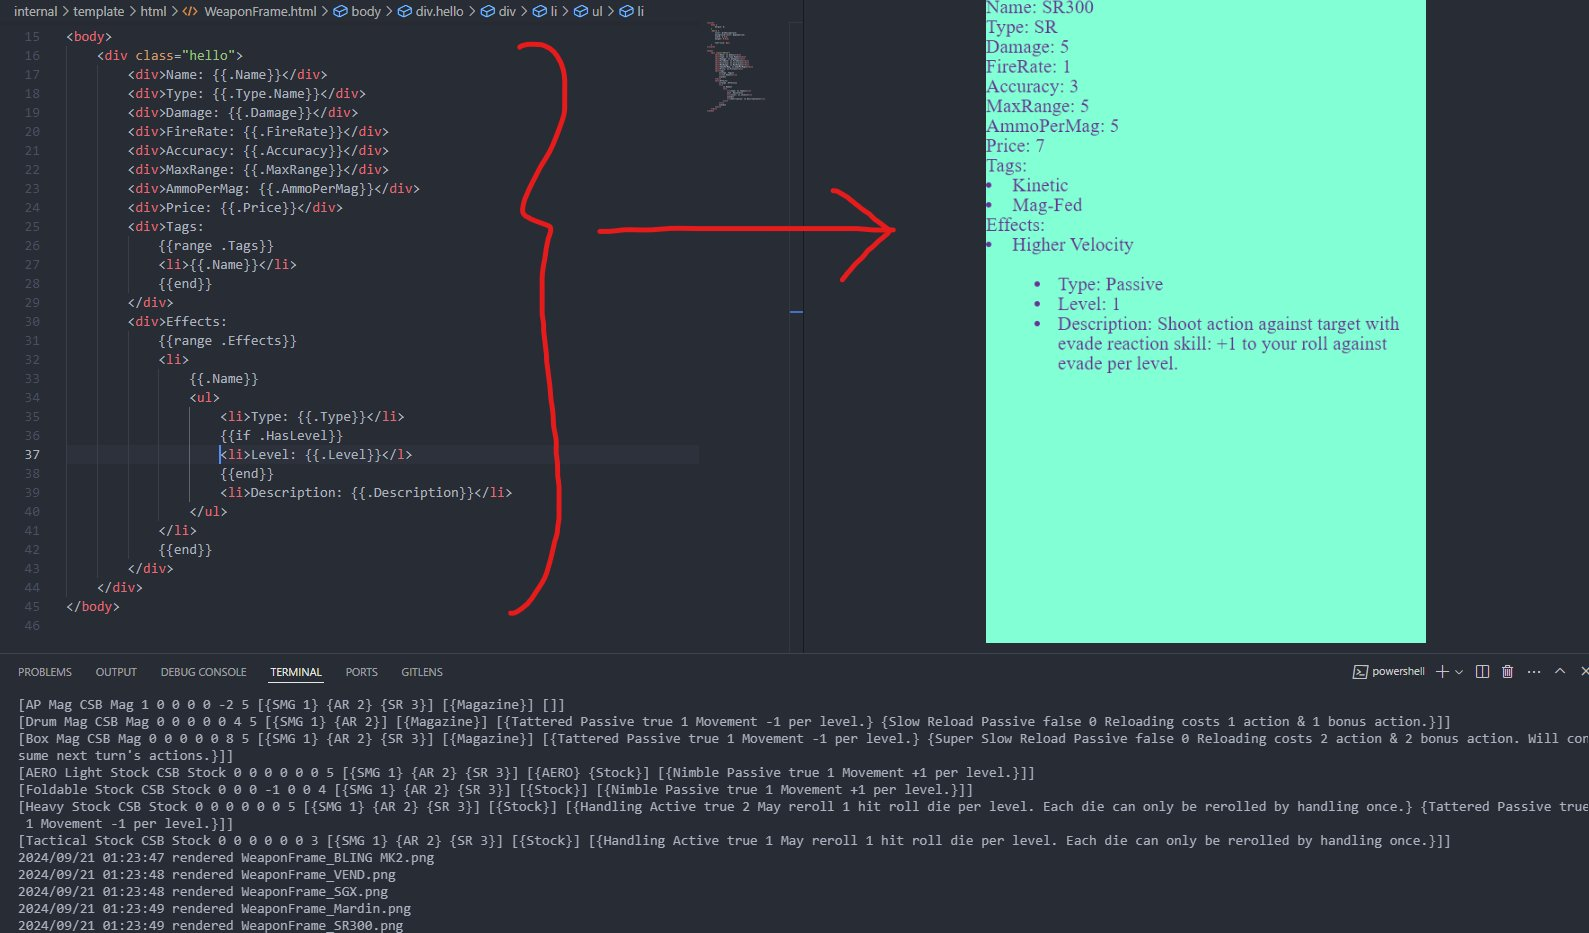 internal > template > html > WeaponFrame.html > body > div.hello > div > li > ul > li
15 <body>
16 <div class="hello">
17 <div>Name: {{.Name}}</div>
18 <div>Type: {{.Type.Name}}</div>
19 <div>Damage: {{.Damage}}</div>
20 <div>FireRate: {{.FireRate}}</div>
21 <div>Accuracy: {{.Accuracy}}</div>
22 <div>MaxRange: {{.MaxRange}}</div>
23 <div>AmmoPerMag: {{.AmmoPerMag}}</div>
24 <div>Price: {{.Price}}</div>
25 <div>Tags:
26 {{range .Tags}}
27 <li>{{.Name}}</li>
28 {{end}}
29 </div>
30 <div>Effects:
31 {{range .Effects}}
32 <li>
33 {{.Name}}
34 <ul>
35 <li>Type: {{.Type}}</li>
36 {{if .HasLevel}}
37 <li>Level: {{.Level}}</l>
38 {{end}}
39 <li>Description: {{.Description}}</li>
40 </ul>
41 </li>
42 {{end}}
43 </div>
44 </div>
45 </body>
46
Name: SR300
Type: SR
Damage: 5
FireRate: 1
Accuracy: 3
MaxRange: 5
AmmoPerMag: 5
Price: 7
Tags:
• Kinetic
• Mag-Fed
Effects:
• Higher Velocity
• Type: Passive
• Level: 1
• Description: Shoot action against target with
evade reaction skill: +1 to your roll against
evade per level.
PROBLEMS OUTPUT DEBUG CONSOLE TERMINAL PORTS GITLENS powershell
[AP Mag CSB Mag 1 0 0 0 0 -2 5 [{SMG 1} {AR 2} {SR 3}] [{Magazine}] []]
[Drum Mag CSB Mag 0 0 0 0 0 4 5 [{SMG 1} {AR 2}] [{Magazine}] [{Tattered Passive true 1 Movement -1 per level.} {Slow Reload Passive false 0 Reloading costs 1 action & 1 bonus action.}]]
[Box Mag CSB Mag 0 0 0 0 0 8 5 [{SMG 1} {AR 2} {SR 3}] [{Magazine}] [{Tattered Passive true 1 Movement -1 per level.} {Super Slow Reload Passive false 0 Reloading costs 2 action & 2 bonus action. Will con
sume next turn's actions.}]]
[AERO Light Stock CSB Stock 0 0 0 0 0 0 5 [{SMG 1} {AR 2} {SR 3}] [{AERO} {Stock}] [{Nimble Passive true 1 Movement +1 per level.}]]
[Foldable Stock CSB Stock 0 0 0 -1 0 0 4 [{SMG 1} {AR 2} {SR 3}] [{Stock}] [{Nimble Passive true 1 Movement +1 per level.}]]
[Heavy Stock CSB Stock 0 0 0 0 0 0 5 [{SMG 1} {AR 2} {SR 3}] [{Stock}] [{Handling Active true 2 May reroll 1 hit roll die per level. Each die can only be rerolled by handling once.} {Tattered Passive true
1 Movement -1 per level.}]]
[Tactical Stock CSB Stock 0 0 0 0 0 0 3 [{SMG 1} {AR 2} {SR 3}] [{Stock}] [{Handling Active true 1 May reroll 1 hit roll die per level. Each die can only be rerolled by handling once.}]]
2024/09/21 01:23:47 rendered WeaponFrame_BLING MK2.png
2024/09/21 01:23:48 rendered WeaponFrame_VEND.png
2024/09/21 01:23:48 rendered WeaponFrame_SGX.png
2024/09/21 01:23:49 rendered WeaponFrame_Mardin.png
2024/09/21 01:23:49 rendered WeaponFrame_SR300.png